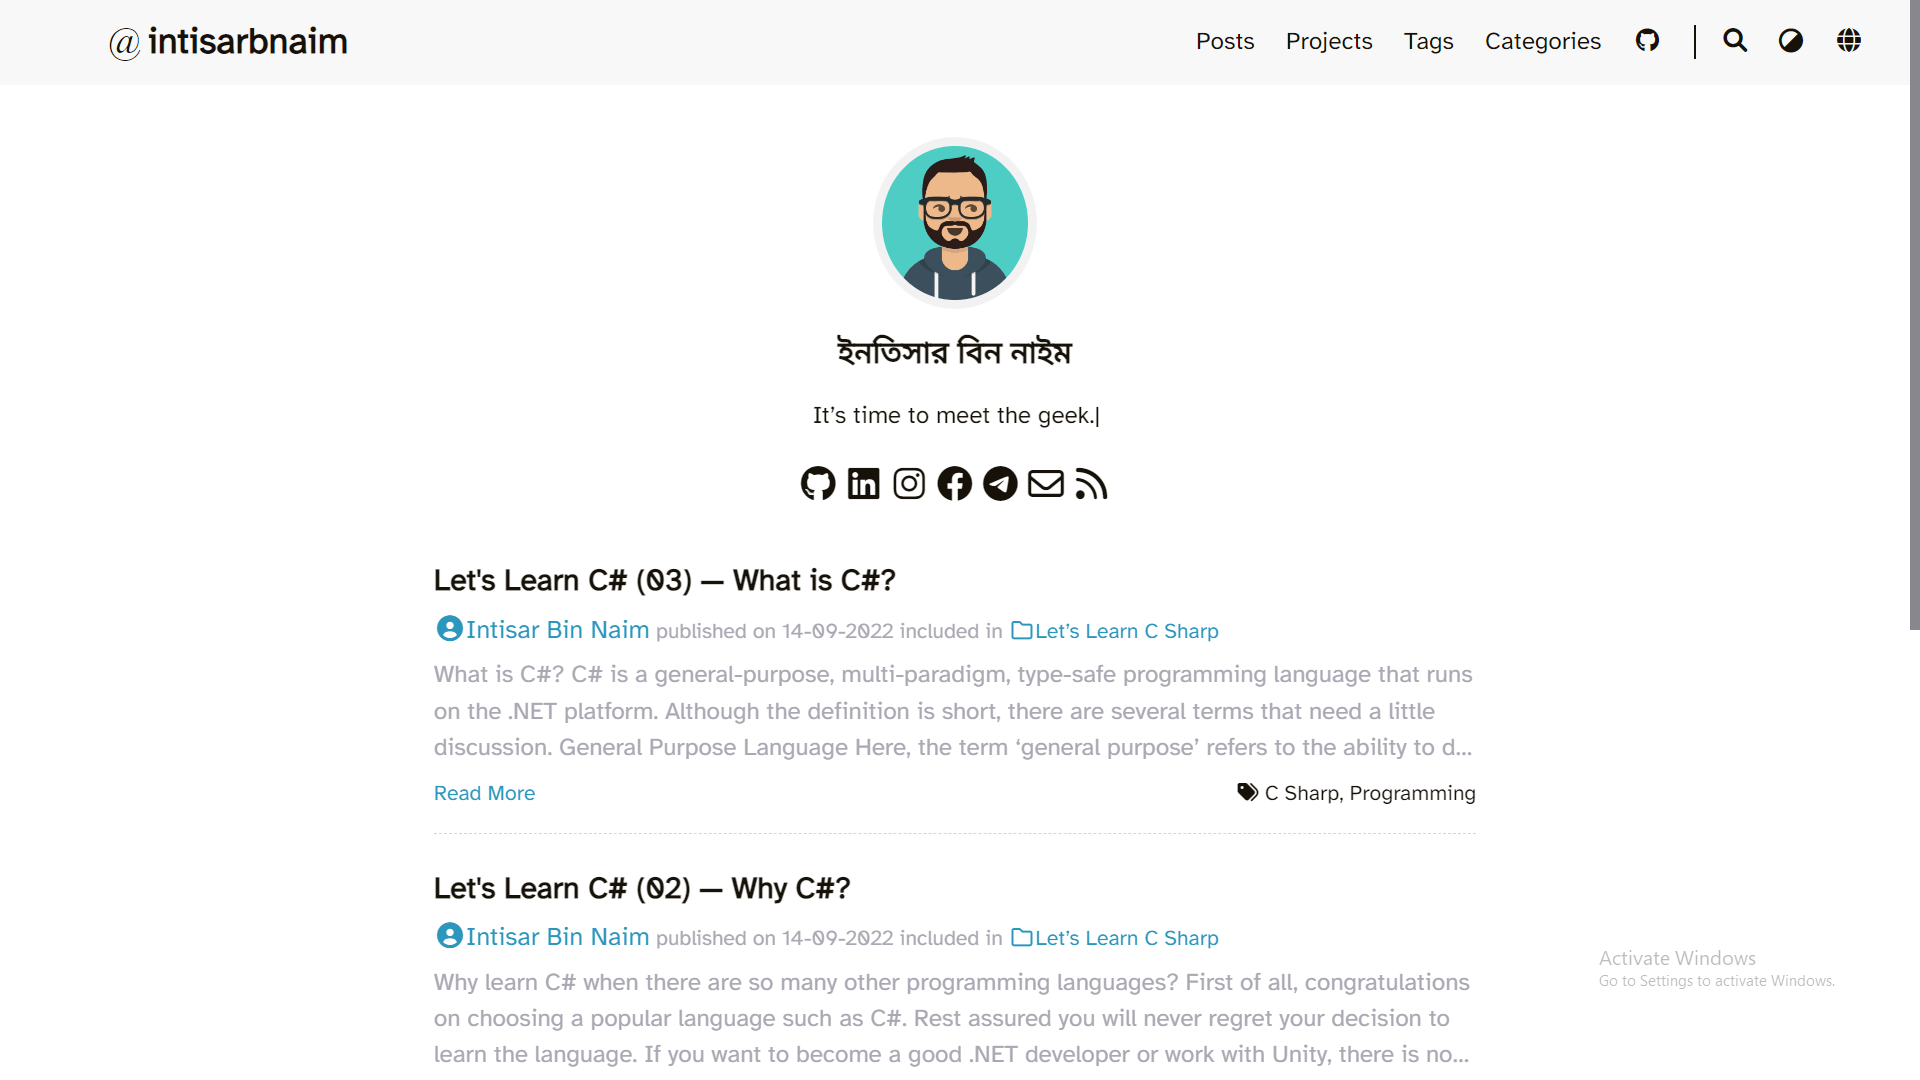 @ intisarbnaim
Posts Projects Tags Categories
ইনতিসার বিন নাইম
It’s time to meet the geek.|
Let's Learn C# (03) — What is C#?
Intisar Bin Naim published on 14-09-2022 included in Let’s Learn C Sharp
What is C#? C# is a general-purpose, multi-paradigm, type-safe programming language that runs
on the .NET platform. Although the definition is short, there are several terms that need a little
discussion. General Purpose Language Here, the term ‘general purpose’ refers to the ability to d...
Read More C Sharp, Programming
Let's Learn C# (02) — Why C#?
Intisar Bin Naim published on 14-09-2022 included in Let’s Learn C Sharp
Why learn C# when there are so many other programming languages? First of all, congratulations
on choosing a popular language such as C#. Rest assured you will never regret your decision to
learn the language. If you want to become a good .NET developer or work with Unity, there is no...
Activate Windows
Go to Settings to activate Windows.